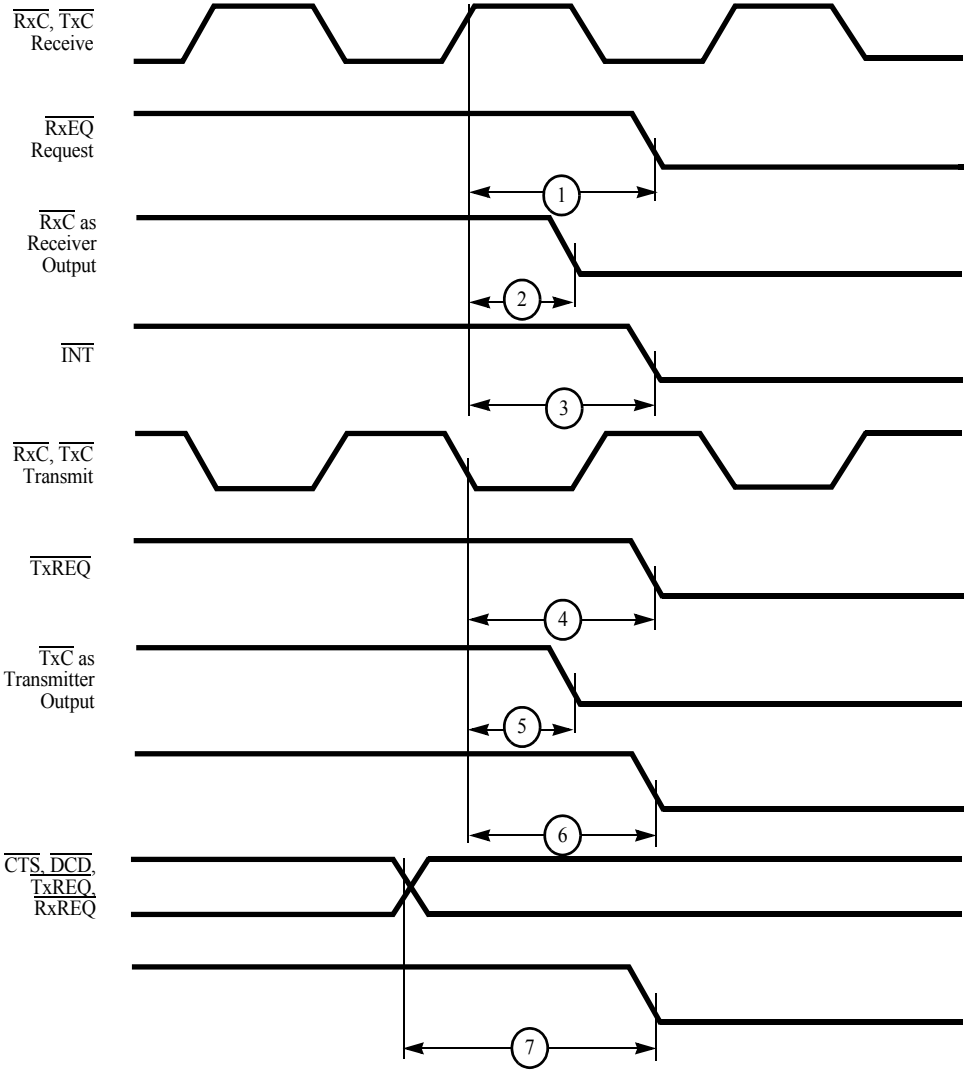 RxC, TxC
Receive
RxEQ
Request
1
RxC as
Receiver
Output
2
INT
3
RxC, TxC
Transmit
TxREQ
4
TxC as
Transmitter
Output
5
6
CTS, DCD,
TxREQ,
RxREQ
7